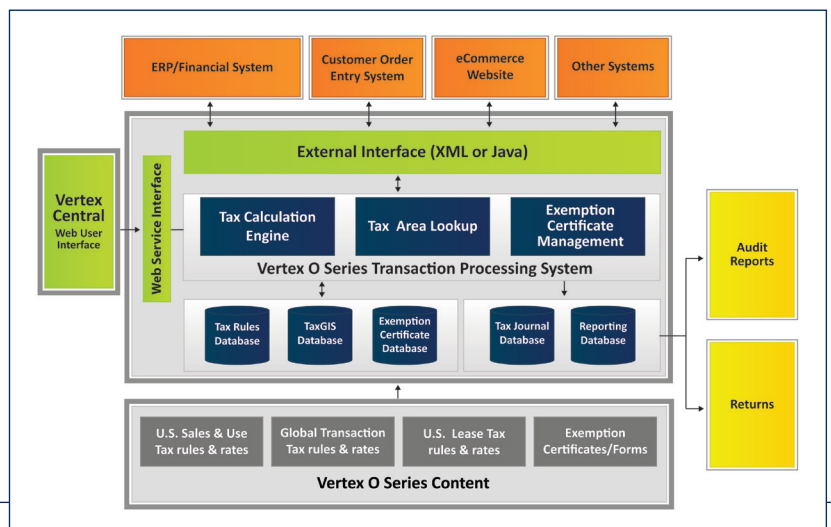 ERP/Financial System
Customer Order
Entry System
eCommerce
Website
Other Systems
External Interface (XML or Java)
Vertex
Central
Web User
Interface
Web Service Interface
Tax Calculation
Engine
Tax Area Lookup
Exemption
Certificate
Management
Vertex O Series Transaction Processing System
Tax Rules
Database
TaxGIS
Database
Exemption
Certificate
Database
Tax Journal
Database
Reporting
Database
Audit
Reports
Returns
U.S. Sales & Use
Tax rules & rates
Global Transaction
Tax rules & rates
U.S. Lease Tax
rules & rates
Exemption
Certificates/Forms
Vertex O Series Content